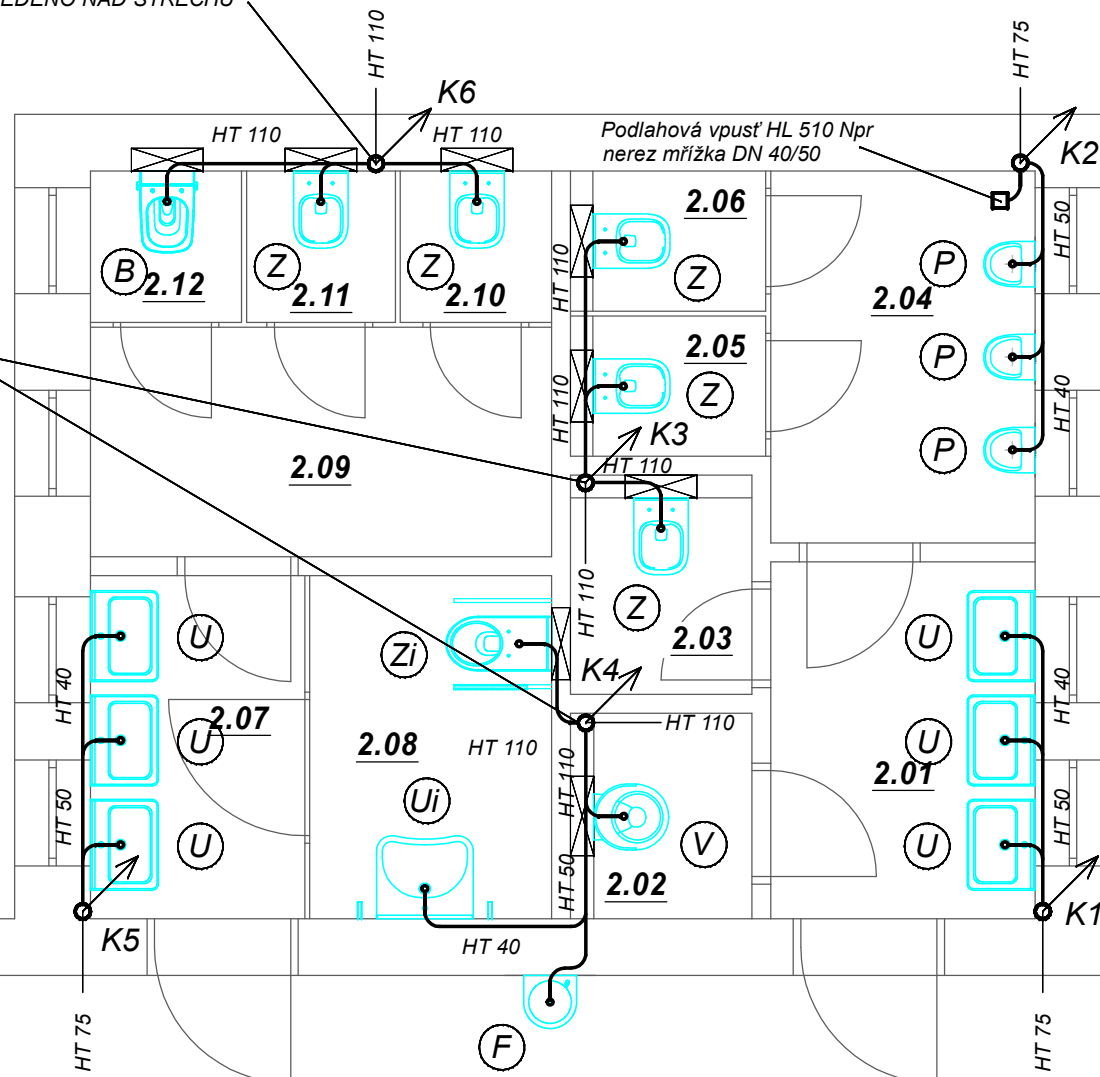 EDENO NAD STŘECHU
HT 110
K6
HT 110
HT 110
HT 75
K2
Podlahová vpusť HL 510 Npr
nerez mřížka DN 40/50
HT 50
B
2.12
Z
2.11
Z
2.10
HT 110
2.06
Z
P
2.04
P
HT 40
P
HT 110
2.05
Z
K3
HT 110
2.09
HT 110
Z
2.03
U
HT 40
U
2.07
HT 50
U
K5
HT 75
Zi
K4
HT 110
2.08
HT 110
HT 110
Ui
HT 50
V
2.02
HT 40
F
U
HT 40
U
2.01
HT 50
U
K1
HT 75